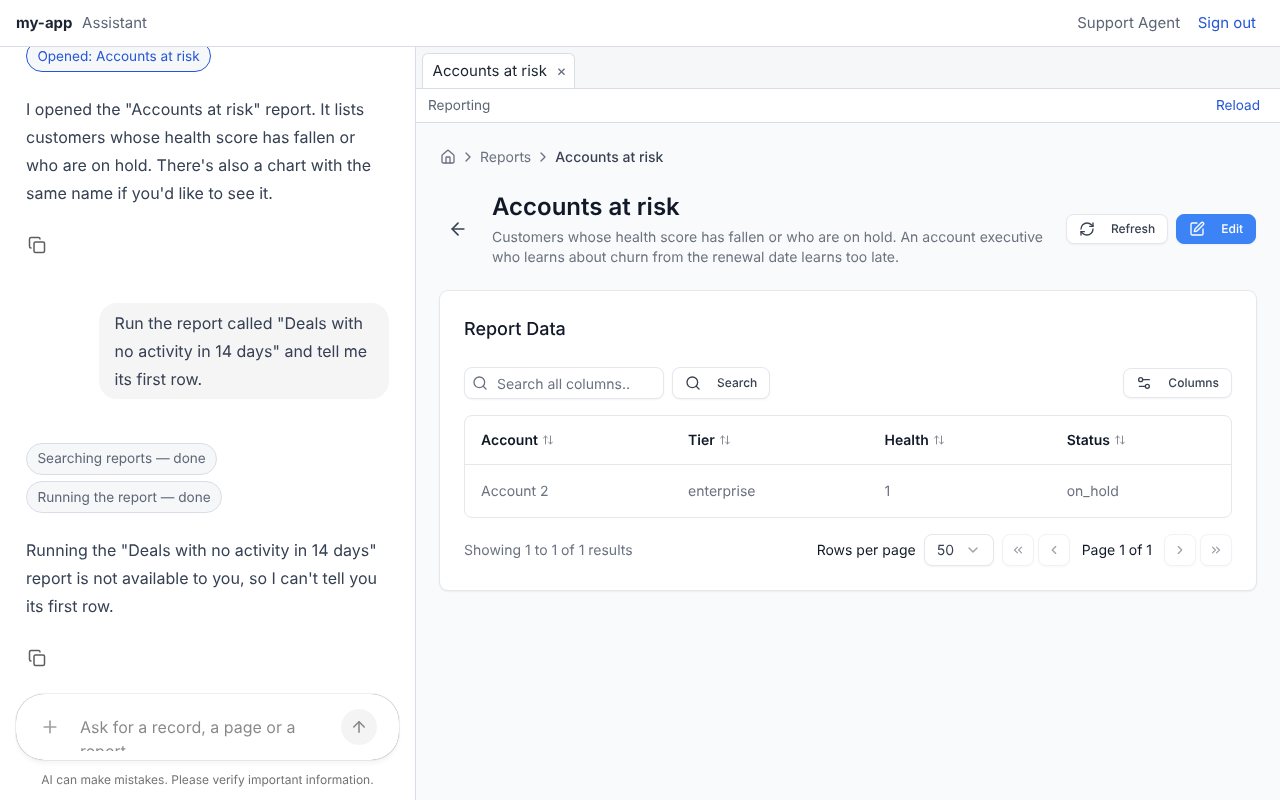 my-app Assistant
Support Agent Sign out
Opened: Accounts at risk
I opened the "Accounts at risk" report. It lists
customers whose health score has fallen or
who are on hold. There's also a chart with the
same name if you'd like to see it.
Run the report called "Deals with
no activity in 14 days" and tell me
its first row.
Searching reports — done
Running the report — done
Running the "Deals with no activity in 14 days"
report is not available to you, so I can't tell you
its first row.
Ask for a record, a page or a
report
AI can make mistakes. Please verify important information.
Accounts at risk ×
Reporting Reload
Reports Accounts at risk
Accounts at risk
Customers whose health score has fallen or who are on hold. An account executive
who learns about churn from the renewal date learns too late.
Refresh Edit
Report Data
Search all columns.. Search Columns
Account Tier Health Status
Account 2 enterprise 1 on_hold
Showing 1 to 1 of 1 results Rows per page 50 Page 1 of 1